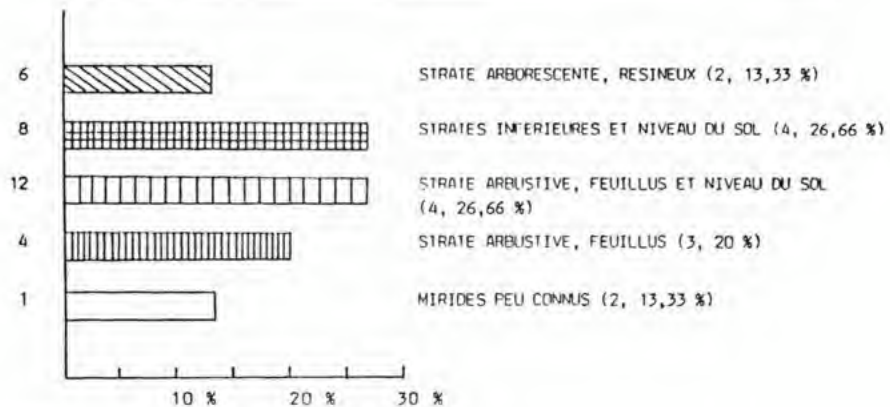 6 STRATE ARBORESCENTE, RESINEUX (2, 13,33 %)
8 STRATES INFERIEURES ET NIVEAU DU SOL (4, 26,66 %)
12 STRATE ARBUSTIVE, FEUILLUS ET NIVEAU DU SOL
(4, 26,66 %)
4 STRATE ARBUSTIVE, FEUILLUS (3, 20 %)
1 MIRIDES PEU CONNUS (2, 13,33 %)
10 % 20 % 30 %